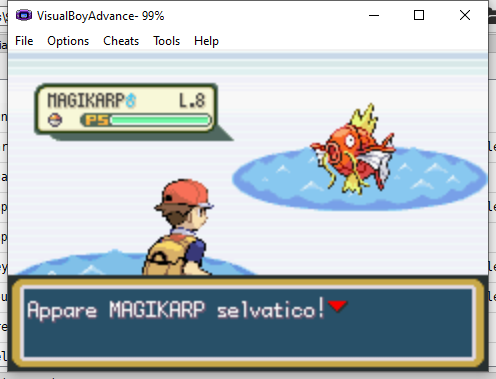 VisualBoyAdvance- 99%
File Options Cheats Tools Help
MAGIKARP♂ L.8
PS
Appare MAGIKARP selvatico!